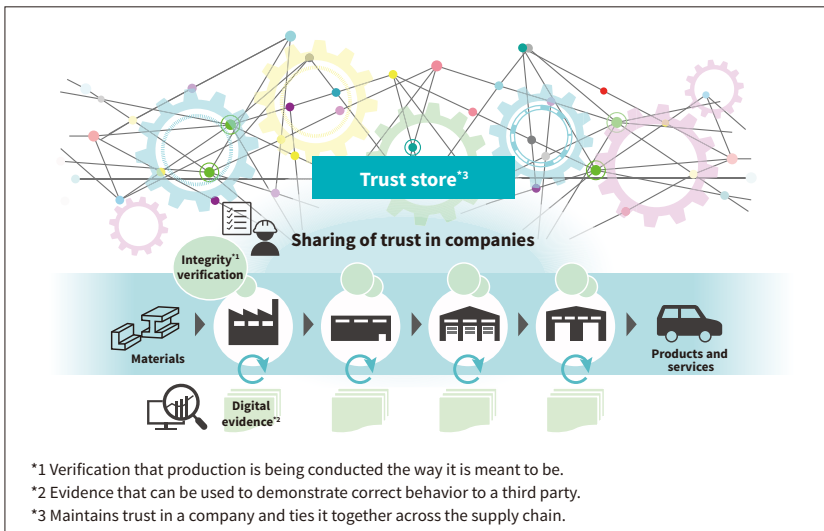 Trust store*3
Sharing of trust in companies
Integrity*1
verification
Materials
Products and
services
Digital
evidence*2
*1 Verification that production is being conducted the way it is meant to be.
*2 Evidence that can be used to demonstrate correct behavior to a third party.
*3 Maintains trust in a company and ties it together across the supply chain.